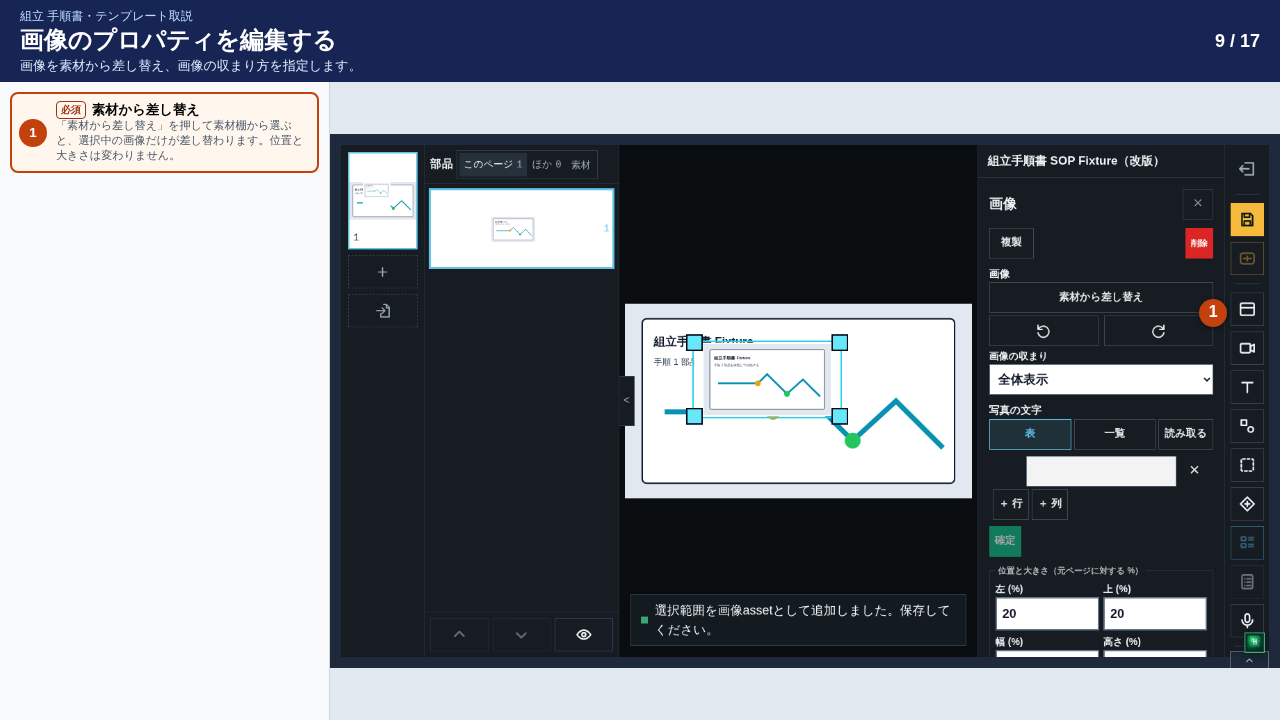 組立 手順書・テンプレート取説
画像のプロパティを編集する
画像を素材から差し替え、画像の収まり方を指定します。
9 / 17
1
必須 素材から差し替え
「素材から差し替え」を押して素材棚から選ぶ
と、選択中の画像だけが差し替わります。位置と
大きさは変わりません。
1
部品 このページ 1 ほか 0 素材
1
組立手順書 Fixture
手順 1 部品
組立手順書 Fixture
<
選択範囲を画像assetとして追加しました。保存して
ください。
組立手順書 SOP Fixture（改版）
画像
×
複製
削除
画像
素材から差し替え
1
画像の収まり
全体表示
写真の文字
表 一覧 読み取る
×
+ 行 + 列
確定
位置と大きさ（元ページに対する %）
左 (%) 上 (%)
20 20
幅 (%) 高さ (%)